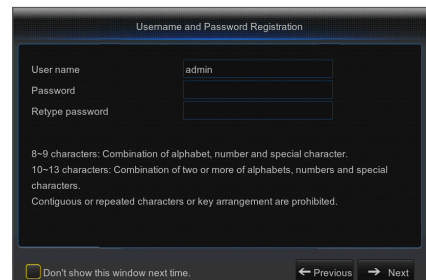 Username and Password Registration
User name admin
Password
Retype password
8~9 characters: Combination of alphabet, number and special character.
10~13 characters: Combination of two or more of alphabets, numbers and special
characters.
Contiguous or repeated characters or key arrangement are prohibited.
Don't show this window next time. Previous Next